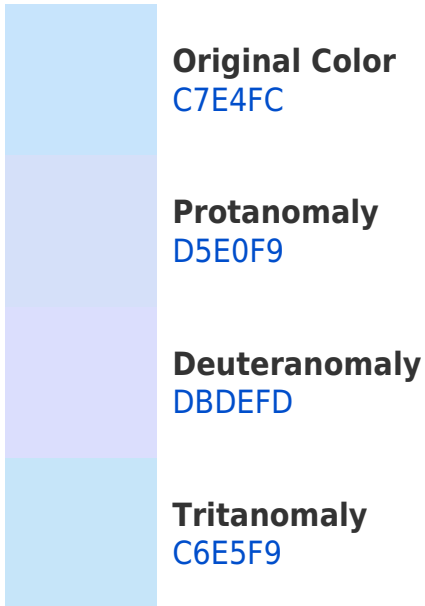 Original Color
C7E4FC
Protanomaly
D5E0F9
Deuteranomaly
DBDEFD
Tritanomaly
C6E5F9